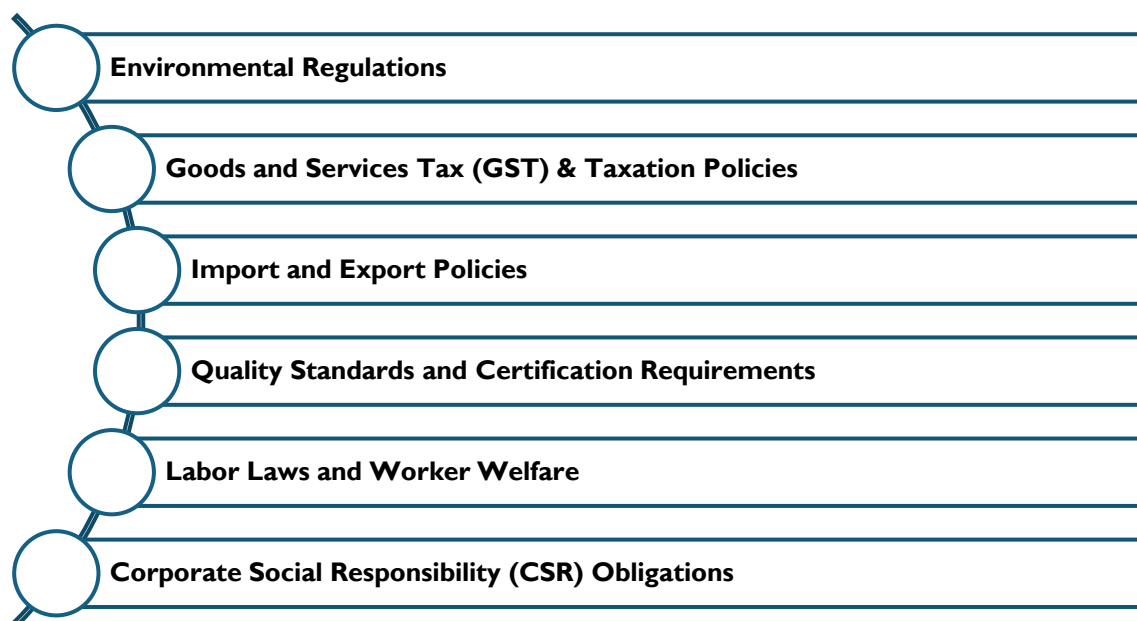 Environmental Regulations
Goods and Services Tax (GST) & Taxation Policies
Import and Export Policies
Quality Standards and Certification Requirements
Labor Laws and Worker Welfare
Corporate Social Responsibility (CSR) Obligations